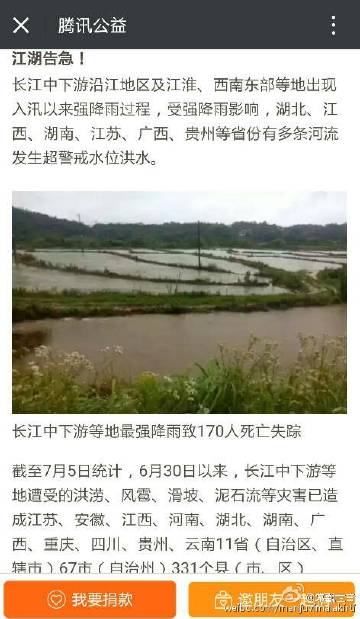 腾讯公益
江湖告急！
长江中下游沿江地区及江淮、西南东部等地出现
入汛以来强降雨过程，受强降雨影响，湖北、江
西、湖南、江苏、广西、贵州等省份有多条河流
发生超警戒水位洪水。
长江中下游等地最强降雨致170人死亡失踪
截至7月5日统计，6月30日以来，长江中下游等
地遭受的洪涝、风雹、滑坡、泥石流等灾害已造
成江苏、安徽、江西、河南、湖北、湖南、广
西、重庆、四川、贵州、云南11省（自治区、直
辖市）67市（自治州）331个县（市、区）
我要捐款
邀朋友